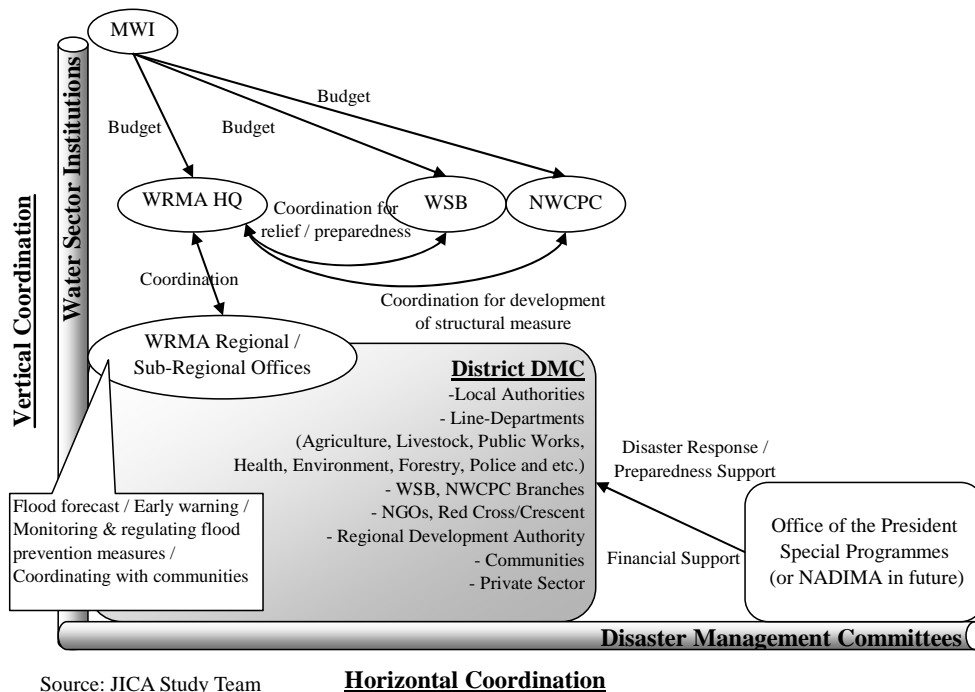 MWI
Budget
Budget
Budget
WRMA HQ
WSB
NWCPC
Coordination for
relief / preparedness
Coordination
Coordination for development
of structural measure
Vertical Coordination
Water Sector Institutions
WRMA Regional /
Sub-Regional Offices
District DMC
-Local Authorities
- Line-Departments
(Agriculture, Livestock, Public Works,
Health, Environment, Forestry, Police and etc.)
- WSB, NWCPC Branches
- NGOs, Red Cross/Crescent
- Regional Development Authority
- Communities
- Private Sector
Flood forecast / Early warning /
Monitoring & regulating flood
prevention measures /
Coordinating with communities
Disaster Response /
Preparedness Support
Financial Support
Office of the President
Special Programmes
(or NADIMA in future)
Disaster Management Committees
Source: JICA Study Team
Horizontal Coordination